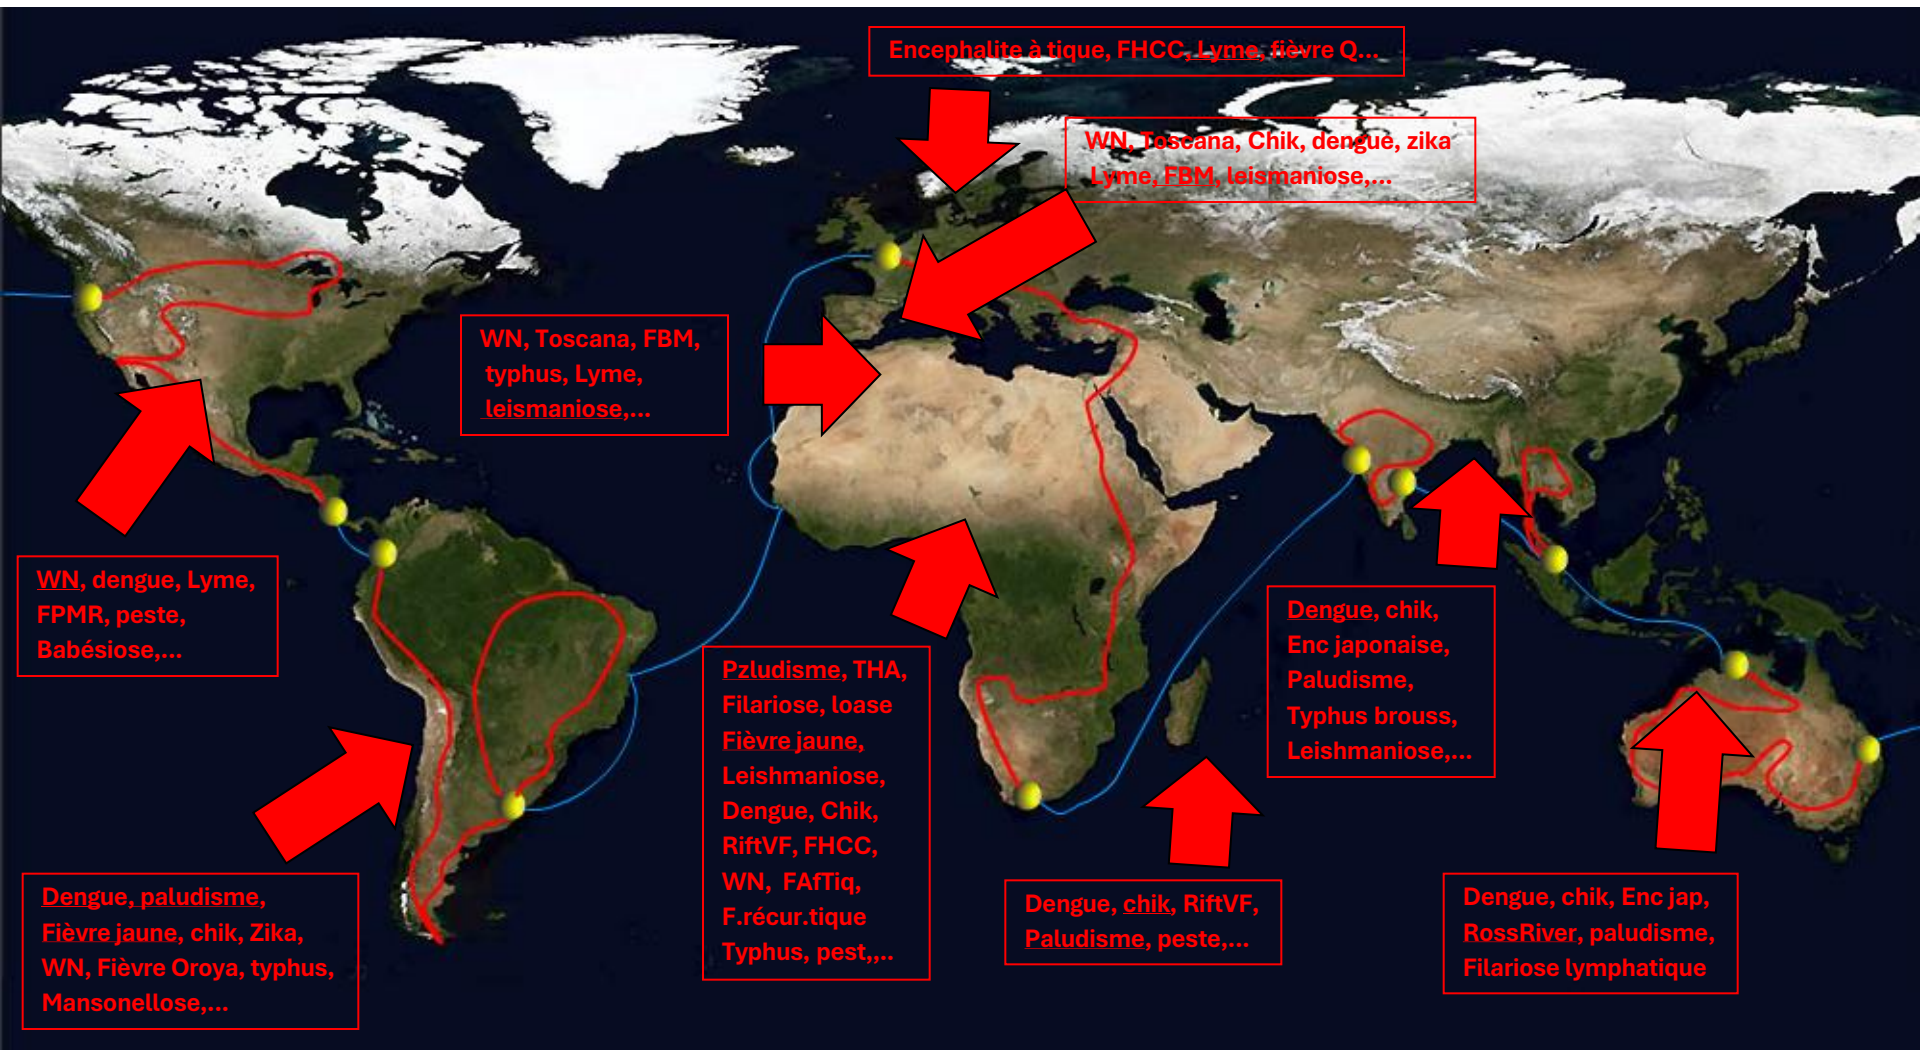 Encephalite à tique, FHCC, Lyme, fièvre Q...
WN, Toscana, Chik, dengue, zika
Lyme, FBM, leismaniose,...
WN, Toscana, FBM,
typhus, Lyme,
leismaniose,...
WN, dengue, Lyme,
FPMR, peste,
Babésiose,...
Dengue, paludisme,
Fièvre jaune, chik, Zika,
WN, Fièvre Oroya, typhus,
Mansonellose,...
Pzludisme, THA,
Filariose, loase
Fièvre jaune,
Leishmaniose,
Dengue, Chik,
RiftVF, FHCC,
WN, FAfTiq,
F.récur.tique
Typhus, pest,,..
Dengue, chik, RiftVF,
Paludisme, peste,...
Dengue, chik,
Enc japonaise,
Paludisme,
Typhus brouss,
Leishmaniose,...
Dengue, chik, Enc jap,
RossRiver, paludisme,
Filariose lymphatique